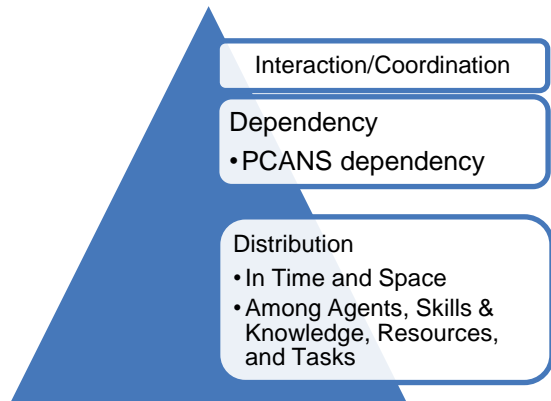 Interaction/Coordination
Dependency
•PCANS dependency
Distribution
•In Time and Space
•Among Agents, Skills &
Knowledge, Resources,
and Tasks